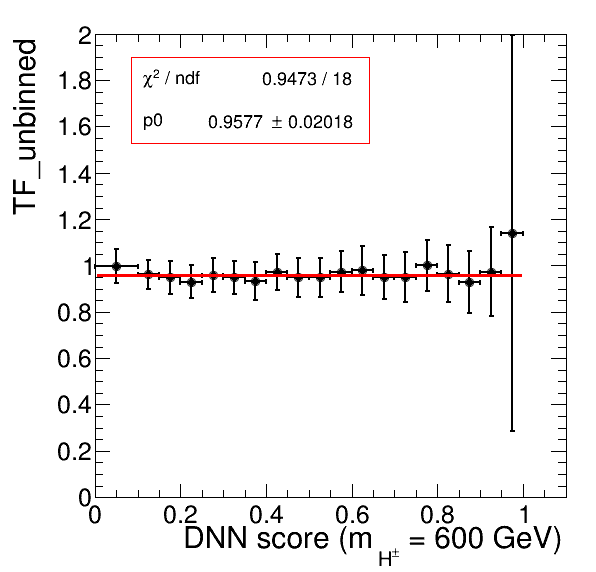 TF_unbinned
χ² / ndf 0.9473 / 18
p0 0.9577 ± 0.02018
2
1.8
1.6
1.4
1.2
1
0.8
0.6
0.4
0.2
0
0 0.2 0.4 0.6 0.8 1
DNN score (m_H± = 600 GeV)